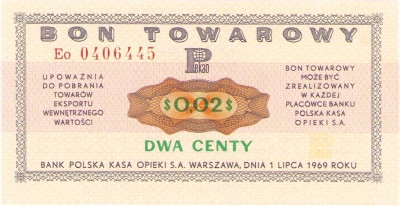 BON TOWAROWY
Eo 0406445
Pekao
UPOWAŻNIA
DO POBRANIA
TOWARÓW
EKSPORTU
WEWNĘTRZNEGO
WARTOŚCI
$ 0,02 $
BON TOWAROWY
MOŻE BYĆ
ZREALIZOWANY
W KAŻDEJ
PLACÓWCE BANKU
POLSKA KASA
OPIEKI S.A.
DWA CENTY
BANK POLSKA KASA OPIEKI S.A. WARSZAWA, DNIA 1 LIPCA 1969 ROKU